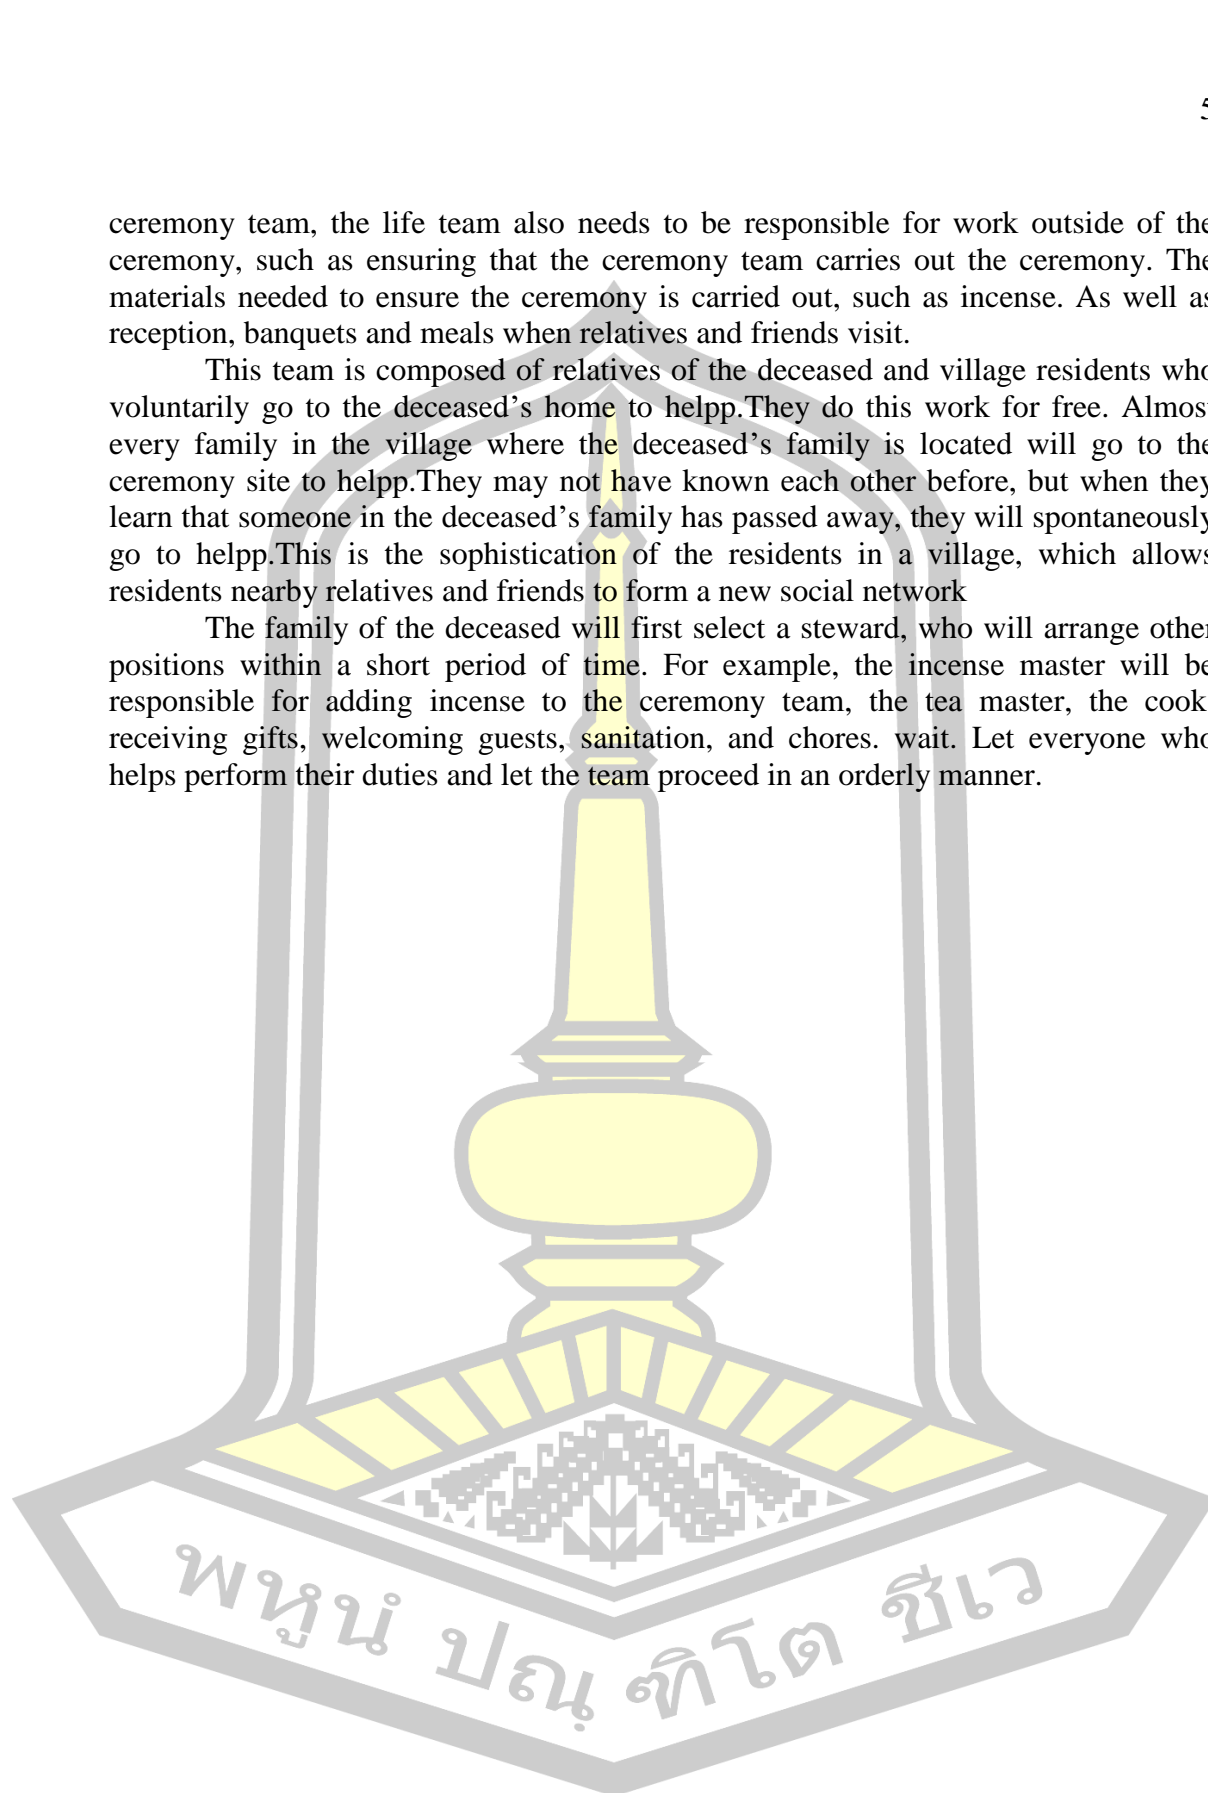 5
ceremony team, the life team also needs to be responsible for work outside of the
ceremony, such as ensuring that the ceremony team carries out the ceremony. The
materials needed to ensure the ceremony is carried out, such as incense. As well as
reception, banquets and meals when relatives and friends visit.
This team is composed of relatives of the deceased and village residents who
voluntarily go to the deceased’s home to helpp.They do this work for free. Almost
every family in the village where the deceased’s family is located will go to the
ceremony site to helpp.They may not have known each other before, but when they
learn that someone in the deceased’s family has passed away, they will spontaneously
go to helpp.This is the sophistication of the residents in a village, which allows
residents nearby relatives and friends to form a new social network
The family of the deceased will first select a steward, who will arrange other
positions within a short period of time. For example, the incense master will be
responsible for adding incense to the ceremony team, the tea master, the cook,
receiving gifts, welcoming guests, sanitation, and chores. wait. Let everyone who
helps perform their duties and let the team proceed in an orderly manner.
พหูนํ ปณฺฑิโต ชีเว